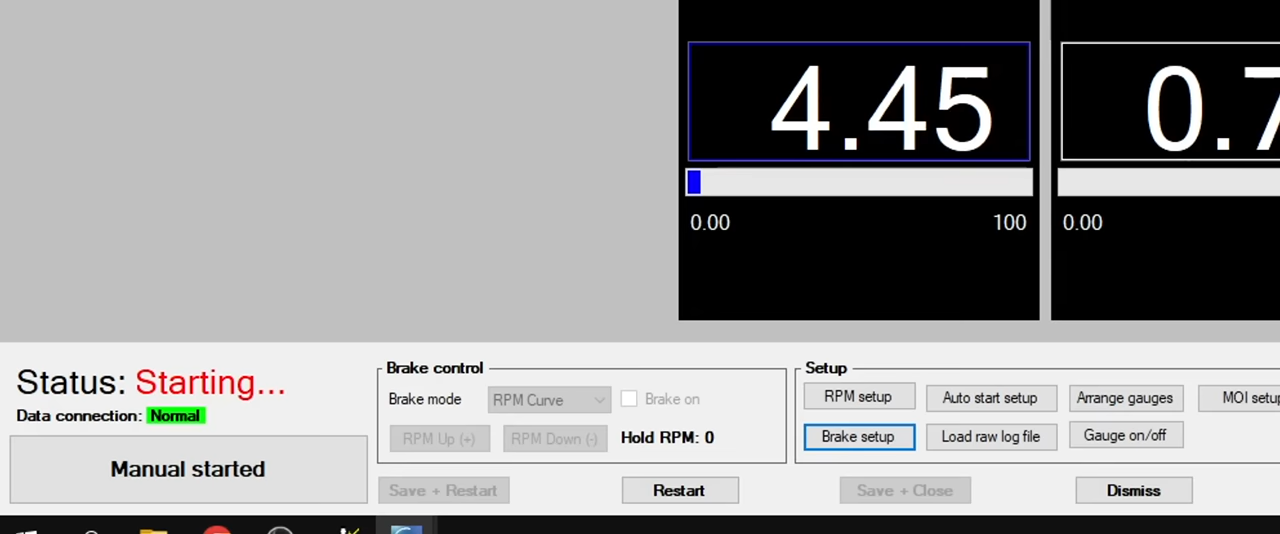 4.45
0.7
0.00 100 0.00
Status: Starting...
Data connection: Normal
Manual started
Brake control
Brake mode RPM Curve Brake on
RPM Up (+) RPM Down (-) Hold RPM: 0
Setup
RPM setup Auto start setup Arrange gauges MOI setup
Brake setup Load raw log file Gauge on/off
Save + Restart Restart Save + Close Dismiss